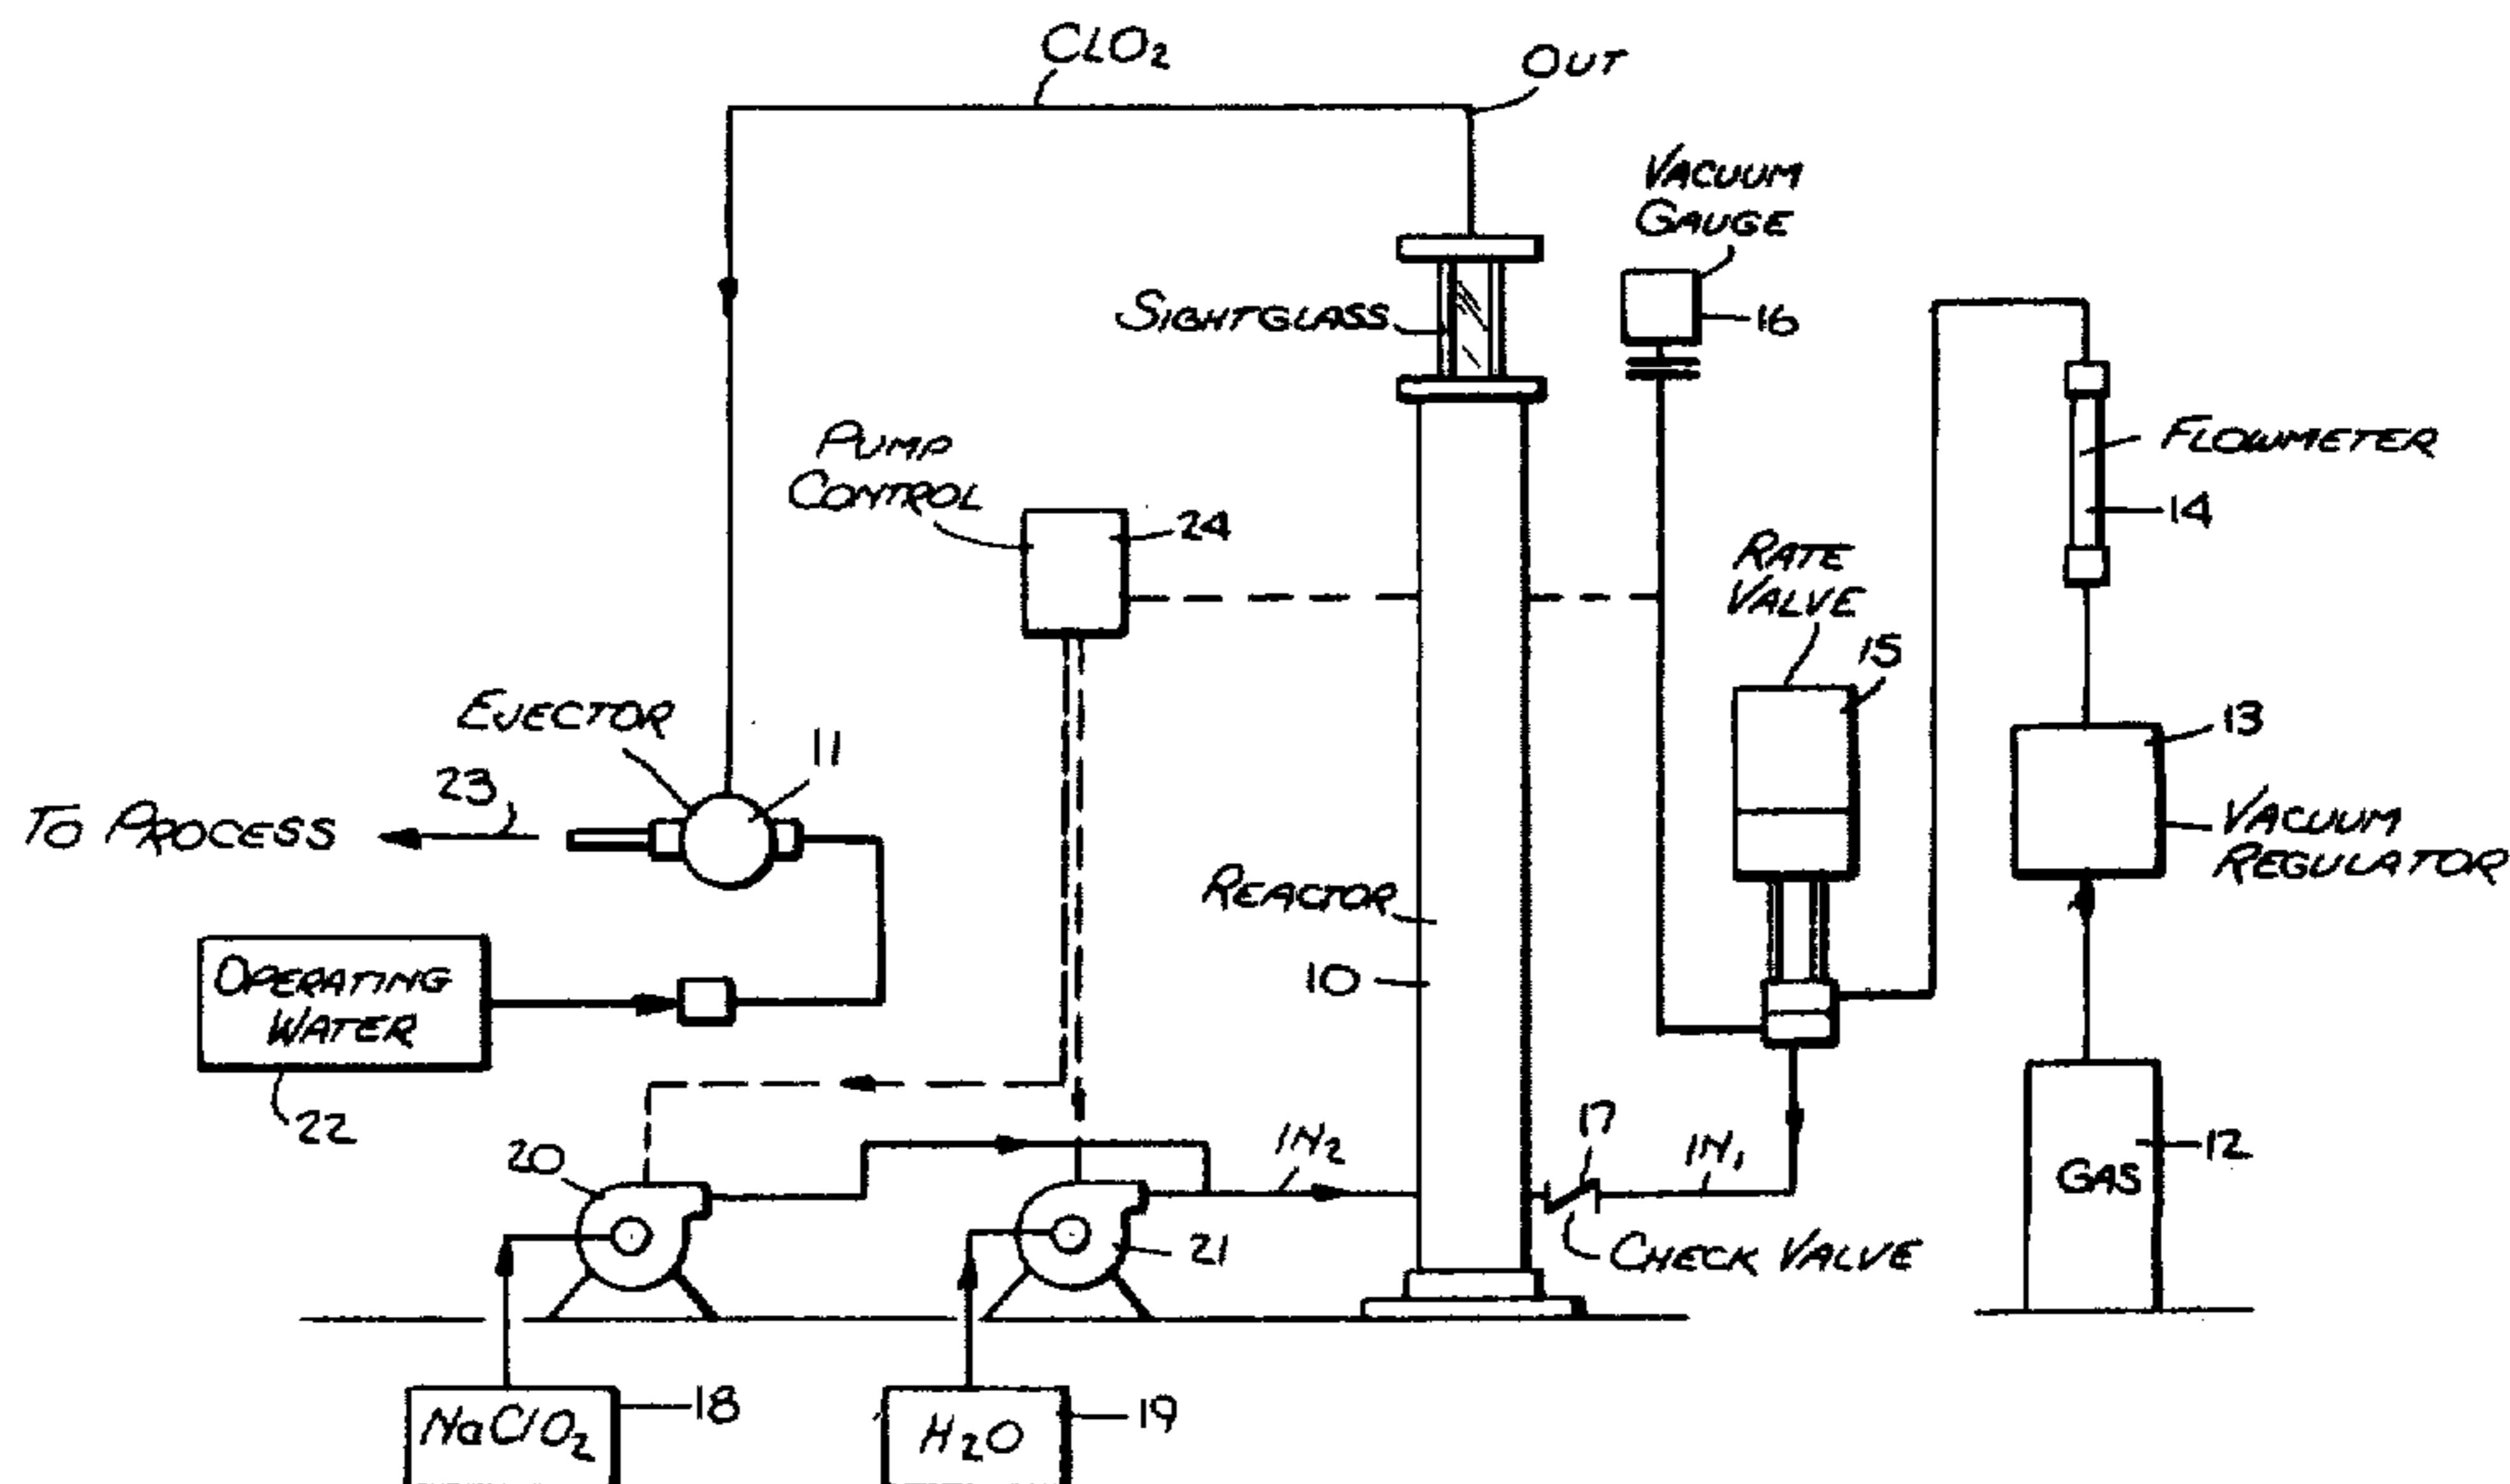 ClO₂
OUT
VACUUM
GAUGE
SIGHTGLASS
16
PUMP
CONTROL
FLOWMETER
24
14
RATE
VALVE
15
EJECTOR
11
13
23
TO PROCESS
VACUUM
REGULATOR
REACTOR
10
OPERATING
WATER
22
20
IN₂
17
IN₁
12
GAS
21
CHECK VALVE
18
NaClO₂
19
H₂O